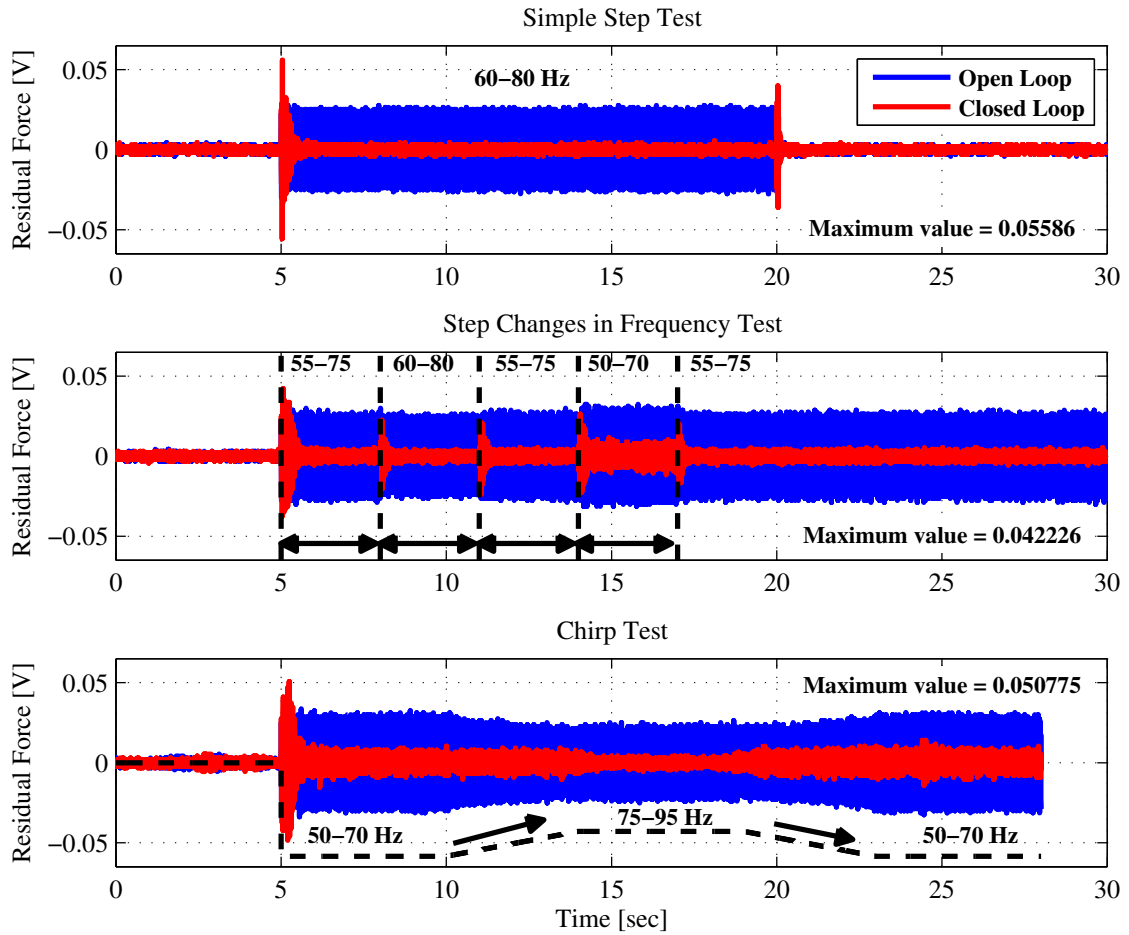 Simple Step Test
Residual Force [V]
0.05
0
−0.05
60−80 Hz
Open Loop
Closed Loop
Maximum value = 0.05586
0 5 10 15 20 25 30
Step Changes in Frequency Test
Residual Force [V]
0.05
0
−0.05
55−75 60−80 55−75 50−70 55−75
Maximum value = 0.042226
0 5 10 15 20 25 30
Chirp Test
Residual Force [V]
0.05
0
−0.05
Maximum value = 0.050775
50−70 Hz 75−95 Hz 50−70 Hz
0 5 10 15 20 25 30
Time [sec]